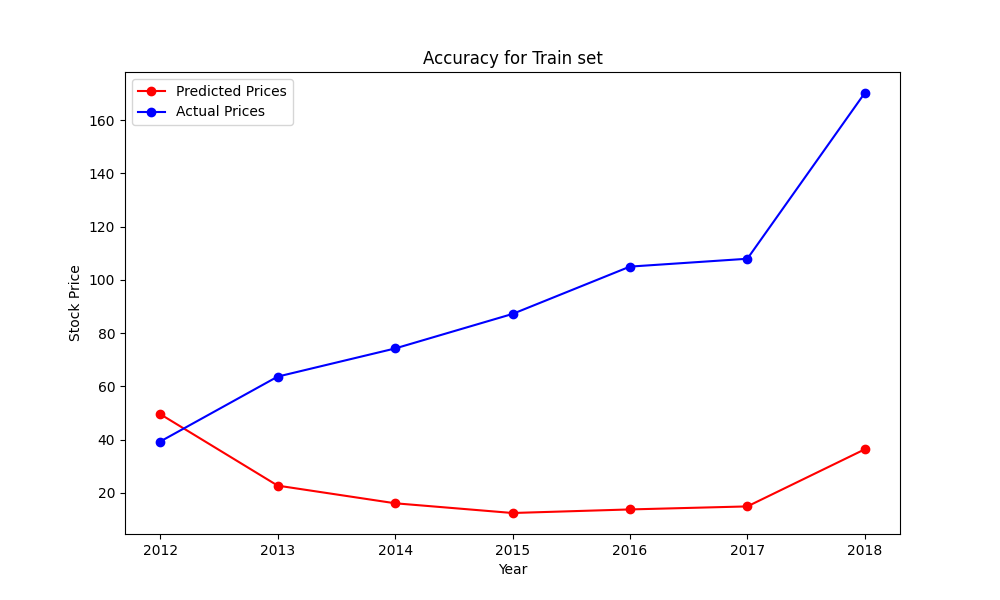 Accuracy for Train set
Predicted Prices
Actual Prices
160
140
120
100
80
60
40
20
Stock Price
2012 2013 2014 2015 2016 2017 2018
Year